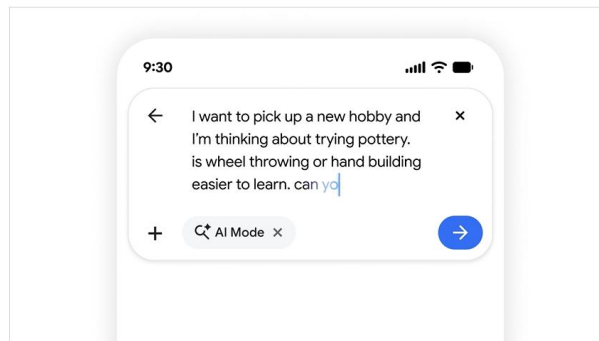 9:30
I want to pick up a new hobby and
I'm thinking about trying pottery.
is wheel throwing or hand building
easier to learn. can yo
AI Mode